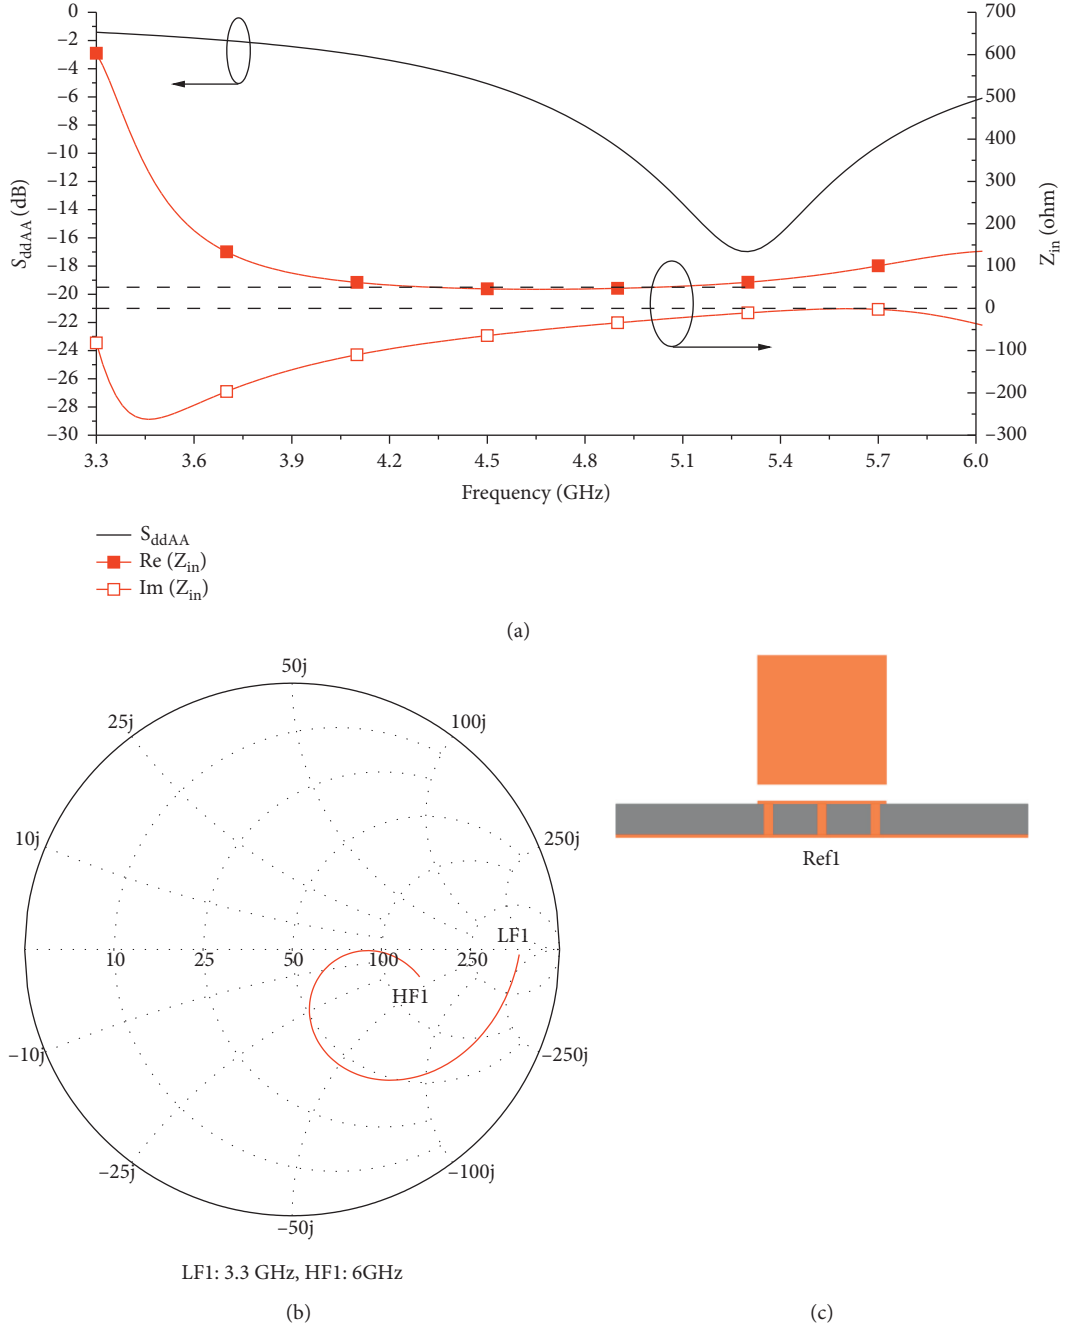 0
−2
−4
−6
−8
−10
−12
−14
−16
−18
−20
−22
−24
−26
−28
−30
S_ddAA (dB)
700
600
500
400
300
200
100
0
−100
−200
−300
Z_in (ohm)
3.3 3.6 3.9 4.2 4.5 4.8 5.1 5.4 5.7 6.0
Frequency (GHz)
S_ddAA
Re (Z_in)
Im (Z_in)
(a)
50j
25j 100j
10j 250j
LF1
10 25 50 100 250
HF1
−10j −250j
−25j −100j
−50j
LF1: 3.3 GHz, HF1: 6GHz
(b)
Ref1
(c)